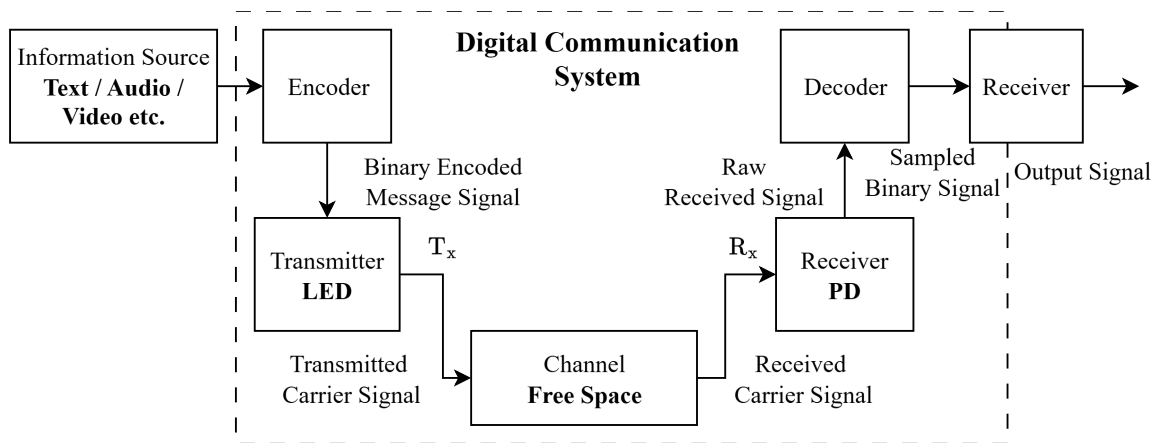 Digital Communication
System
Information Source
Text / Audio /
Video etc.
Encoder
Decoder
Receiver
Binary Encoded
Message Signal
Raw
Received Signal
Sampled
Binary Signal
Output Signal
Transmitter
LED
Tx
Rx
Receiver
PD
Transmitted
Carrier Signal
Channel
Free Space
Received
Carrier Signal